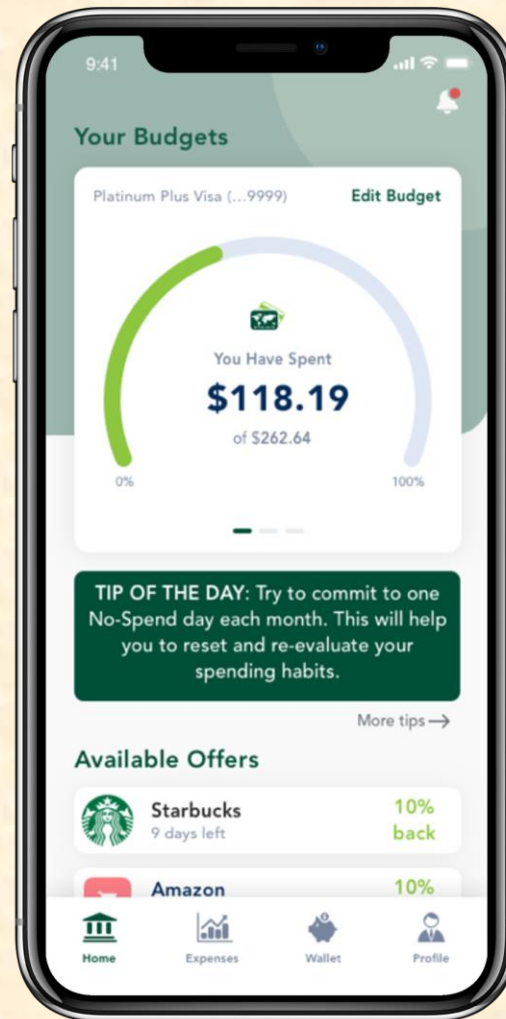 9:41
Your Budgets
Platinum Plus Visa (...9999)
Edit Budget
You Have Spent
$118.19
of $262.64
0%
100%
TIP OF THE DAY: Try to commit to one
No-Spend day each month. This will help
you to reset and re-evaluate your
spending habits.
More tips →
Available Offers
Starbucks
10%
9 days left
back
Amazon
10%
Home
Expenses
Wallet
Profile